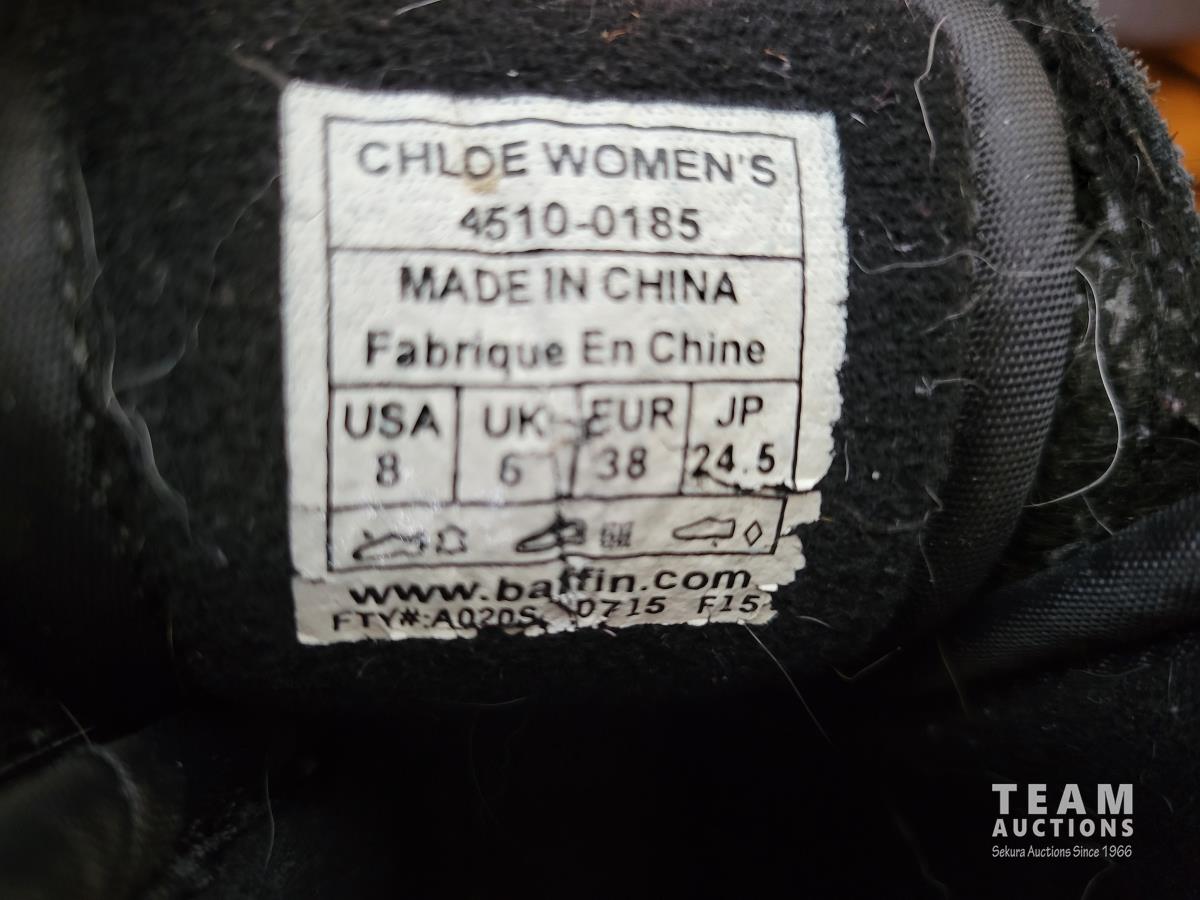 CHLOE WOMEN'S
4510-0185
MADE IN CHINA
Fabrique En Chine
USA UK EUR JP
8 6 38 24.5
www.baffin.com
FTY#:A020S 0715 F15
TEAM
AUCTIONS
Sekura Auctions Since 1966